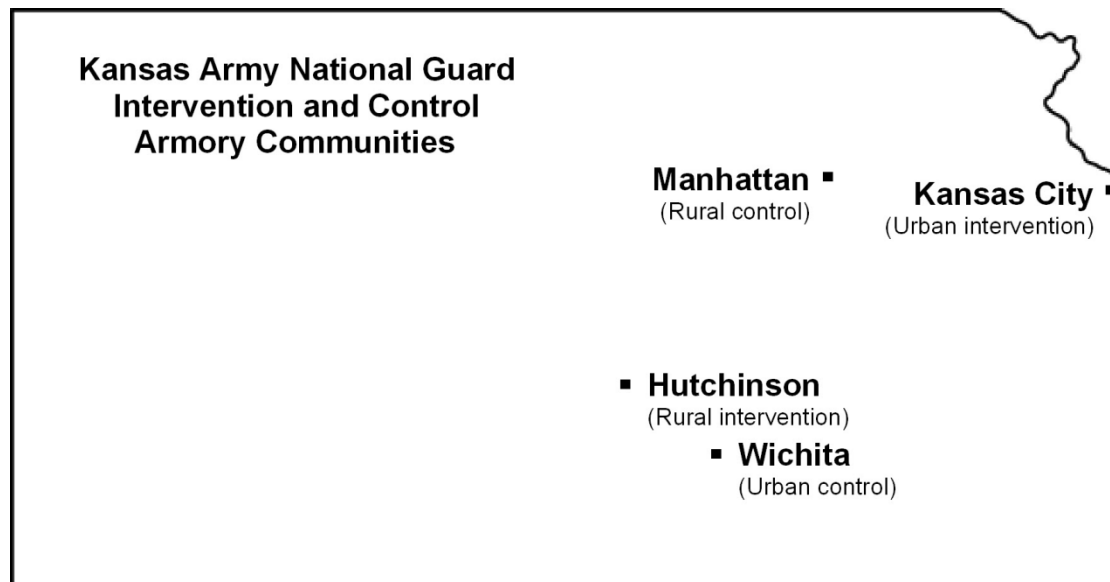 Kansas Army National Guard
Intervention and Control
Armory Communities
Manhattan
(Rural control)
Kansas City
(Urban intervention)
Hutchinson
(Rural intervention)
Wichita
(Urban control)